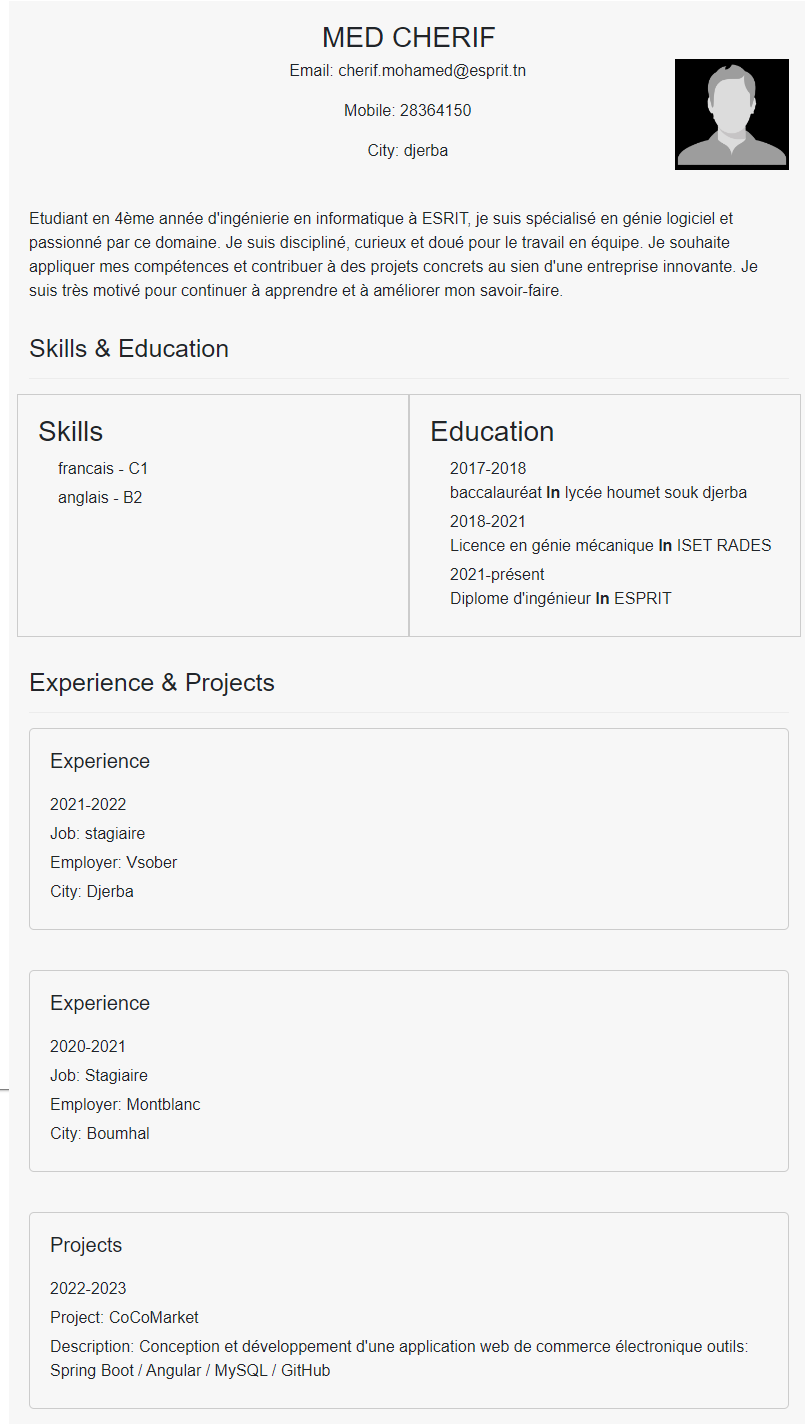 MED CHERIF
Email: cherif.mohamed@esprit.tn
Mobile: 28364150
City: djerba
Etudiant en 4ème année d'ingénierie en informatique à ESRIT, je suis spécialisé en génie logiciel et
passionné par ce domaine. Je suis discipliné, curieux et doué pour le travail en équipe. Je souhaite
appliquer mes compétences et contribuer à des projets concrets au sien d'une entreprise innovante. Je
suis très motivé pour continuer à apprendre et à améliorer mon savoir-faire.
Skills & Education
Skills
francais - C1
anglais - B2
Education
2017-2018
baccalauréat In lycée houmet souk djerba
2018-2021
Licence en génie mécanique In ISET RADES
2021-présent
Diplome d'ingénieur In ESPRIT
Experience & Projects
Experience
2021-2022
Job: stagiaire
Employer: Vsober
City: Djerba
Experience
2020-2021
Job: Stagiaire
Employer: Montblanc
City: Boumhal
Projects
2022-2023
Project: CoCoMarket
Description: Conception et développement d'une application web de commerce électronique outils:
Spring Boot / Angular / MySQL / GitHub